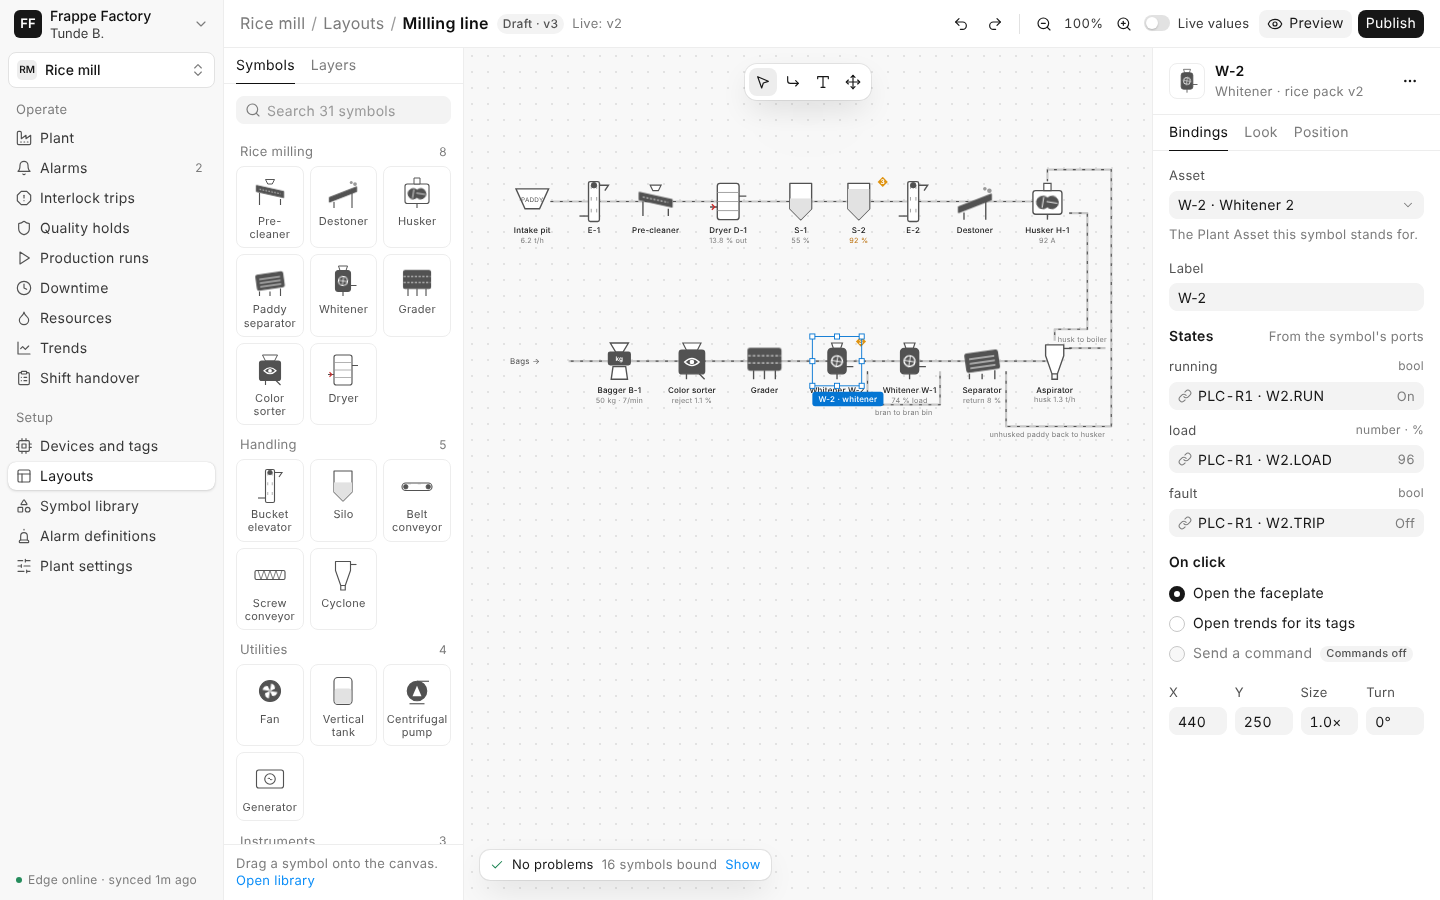 FF
Frappe Factory
Tunde B.
RM
Rice mill
Operate
Plant
Alarms 2
Interlock trips
Quality holds
Production runs
Downtime
Resources
Trends
Shift handover
Setup
Devices and tags
Layouts
Symbol library
Alarm definitions
Plant settings
Edge online · synced 1m ago
Rice mill / Layouts / Milling line Draft · v3 Live: v2
100% Live values Preview Publish
Symbols Layers
Search 31 symbols
Rice milling 8
Pre-
cleaner
Destoner
Husker
Paddy
separator
Whitener
Grader
Color
sorter
Dryer
Handling 5
Bucket
elevator
Silo
Belt
conveyor
Screw
conveyor
Cyclone
Utilities 4
Fan
Vertical
tank
Centrifugal
pump
Generator
Instruments 3
Drag a symbol onto the canvas.
Open library
PADDY
Intake pit
6.2 t/h
E-1
Pre-cleaner
Dryer D-1
13.8 % out
S-1
55 %
S-2
92 %
E-2
Destoner
Husker H-1
92 A
husk to boiler
Bags →
kg
Bagger B-1
50 kg · 7/min
Color sorter
reject 1.1 %
Grader
Whitener W-2
W-2 · whitener
Whitener W-1
74 % load
bran to bran bin
Separator
return 8 %
Aspirator
husk 1.3 t/h
unhusked paddy back to husker
No problems 16 symbols bound Show
W-2
Whitener · rice pack v2
Bindings Look Position
Asset
W-2 · Whitener 2
The Plant Asset this symbol stands for.
Label
W-2
States From the symbol's ports
running bool
PLC-R1 · W2.RUN On
load number · %
PLC-R1 · W2.LOAD 96
fault bool
PLC-R1 · W2.TRIP Off
On click
Open the faceplate
Open trends for its tags
Send a command Commands off
X Y Size Turn
440 250 1.0× 0°